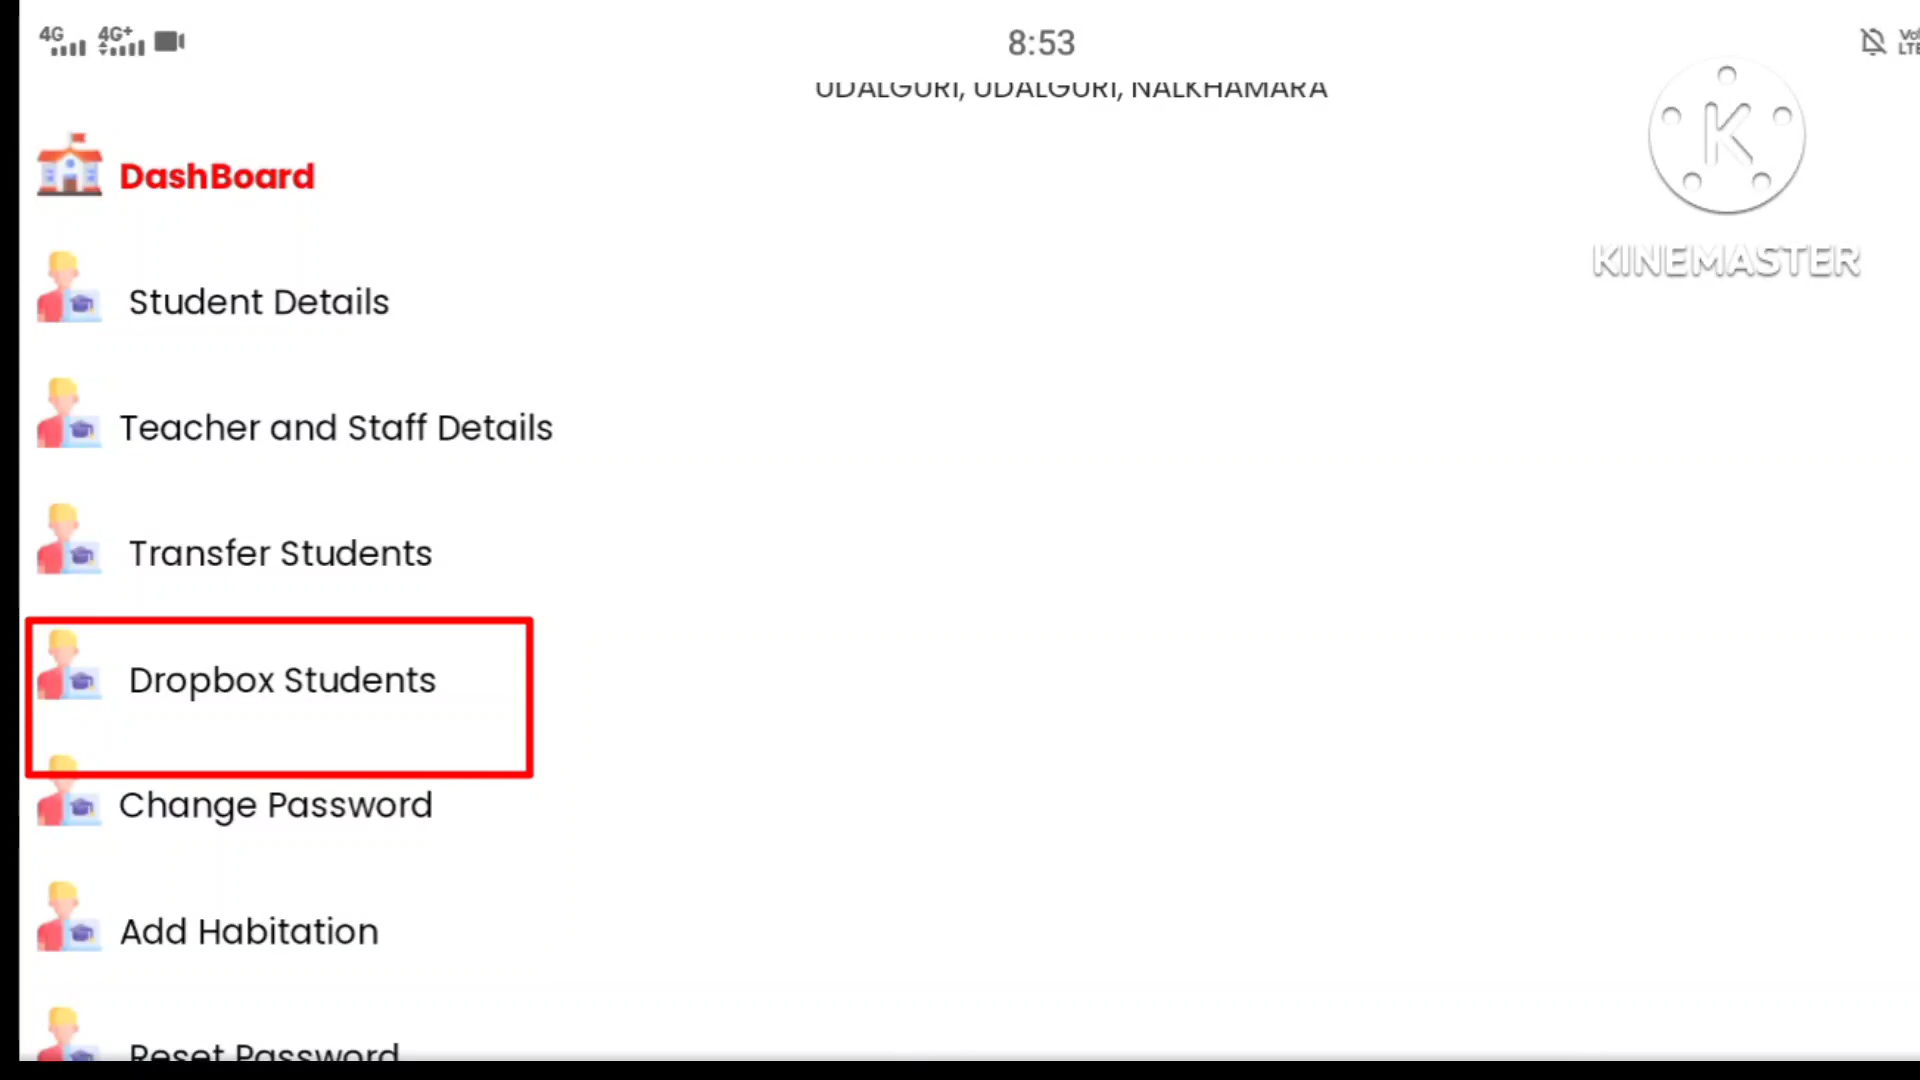 4G 4G+ 8:53
UDALGURI, UDALGURI, NALKHAMARA
DashBoard
K
KINEMASTER
Student Details
Teacher and Staff Details
Transfer Students
Dropbox Students
Change Password
Add Habitation
Reset Password